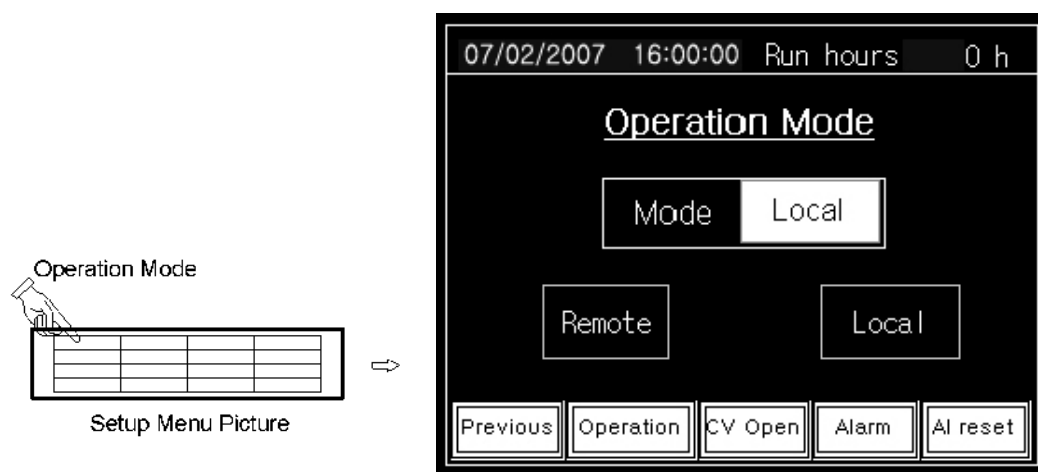 Operation Mode
Setup Menu Picture
07/02/2007 16:00:00 Run hours 0 h
Operation Mode
Mode Local
Remote Local
Previous Operation CV Open Alarm Al reset